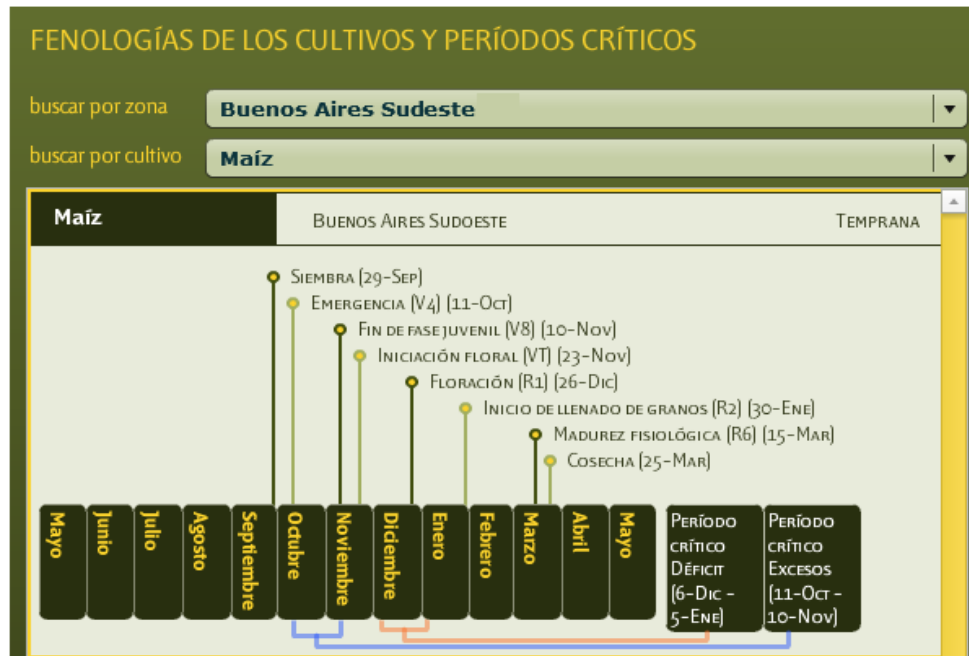 FENOLOGÍAS DE LOS CULTIVOS Y PERÍODOS CRÍTICOS
buscar por zona Buenos Aires Sudeste
buscar por cultivo Maíz
Maíz BUENOS AIRES SUDOESTE TEMPRANA
SIEMBRA (29-SEP)
EMERGENCIA (V4) (11-OCT)
FIN DE FASE JUVENIL (V8) (10-NOV)
INICIACIÓN FLORAL (VT) (23-NOV)
FLORACIÓN (R1) (26-DIC)
INICIO DE LLENADO DE GRANOS (R2) (30-ENE)
MADUREZ FISIOLÓGICA (R6) (15-MAR)
COSECHA (25-MAR)
Mayo
Junio
Julio
Agosto
Septiembre
Octubre
Noviembre
Diciembre
Enero
Febrero
Marzo
Abril
Mayo
PERÍODO
CRÍTICO
DÉFICIT
(6-DIC -
5-ENE)
PERÍODO
CRÍTICO
EXCESOS
(11-OCT -
10-NOV)